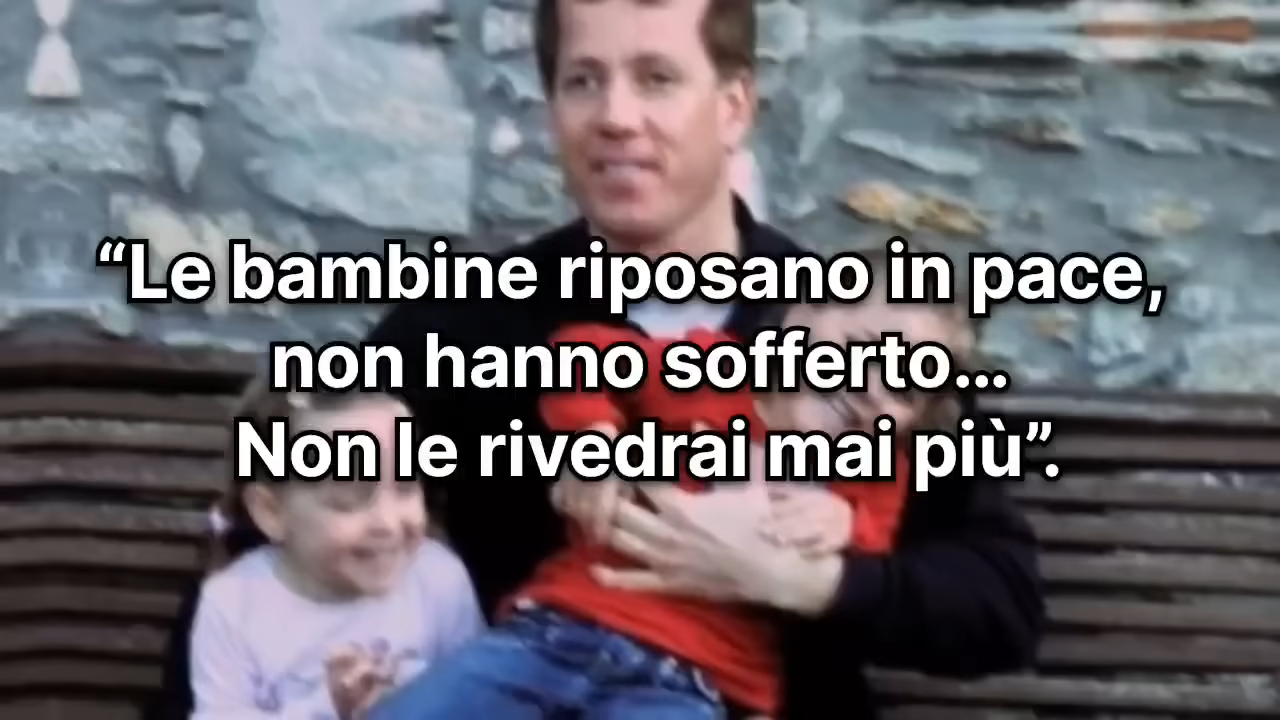 “Le bambine riposano in pace,
non hanno sofferto...
Non le rivedrai mai più”.